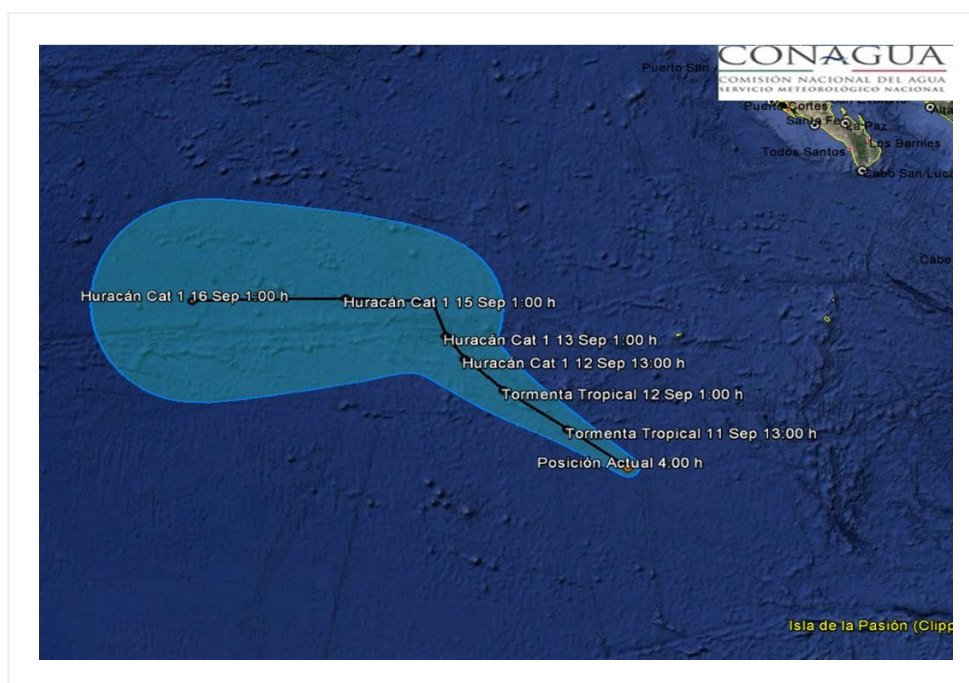 CONAGUA
COMISIÓN NACIONAL DEL AGUA
SERVICIO METEOROLÓGICO NACIONAL
Puerto San
Puerto Cortes
Santa Fe
La Paz
Los Barriles
Todos Santos
Cabo San Luca
Cabo
Huracán Cat 1 16 Sep 1:00 h
Huracán Cat 1 15 Sep 1:00 h
Huracán Cat 1 13 Sep 1:00 h
Huracán Cat 1 12 Sep 13:00 h
Tormenta Tropical 12 Sep 1:00 h
Tormenta Tropical 11 Sep 13:00 h
Posición Actual 4:00 h
Isla de la Pasión (Clipp